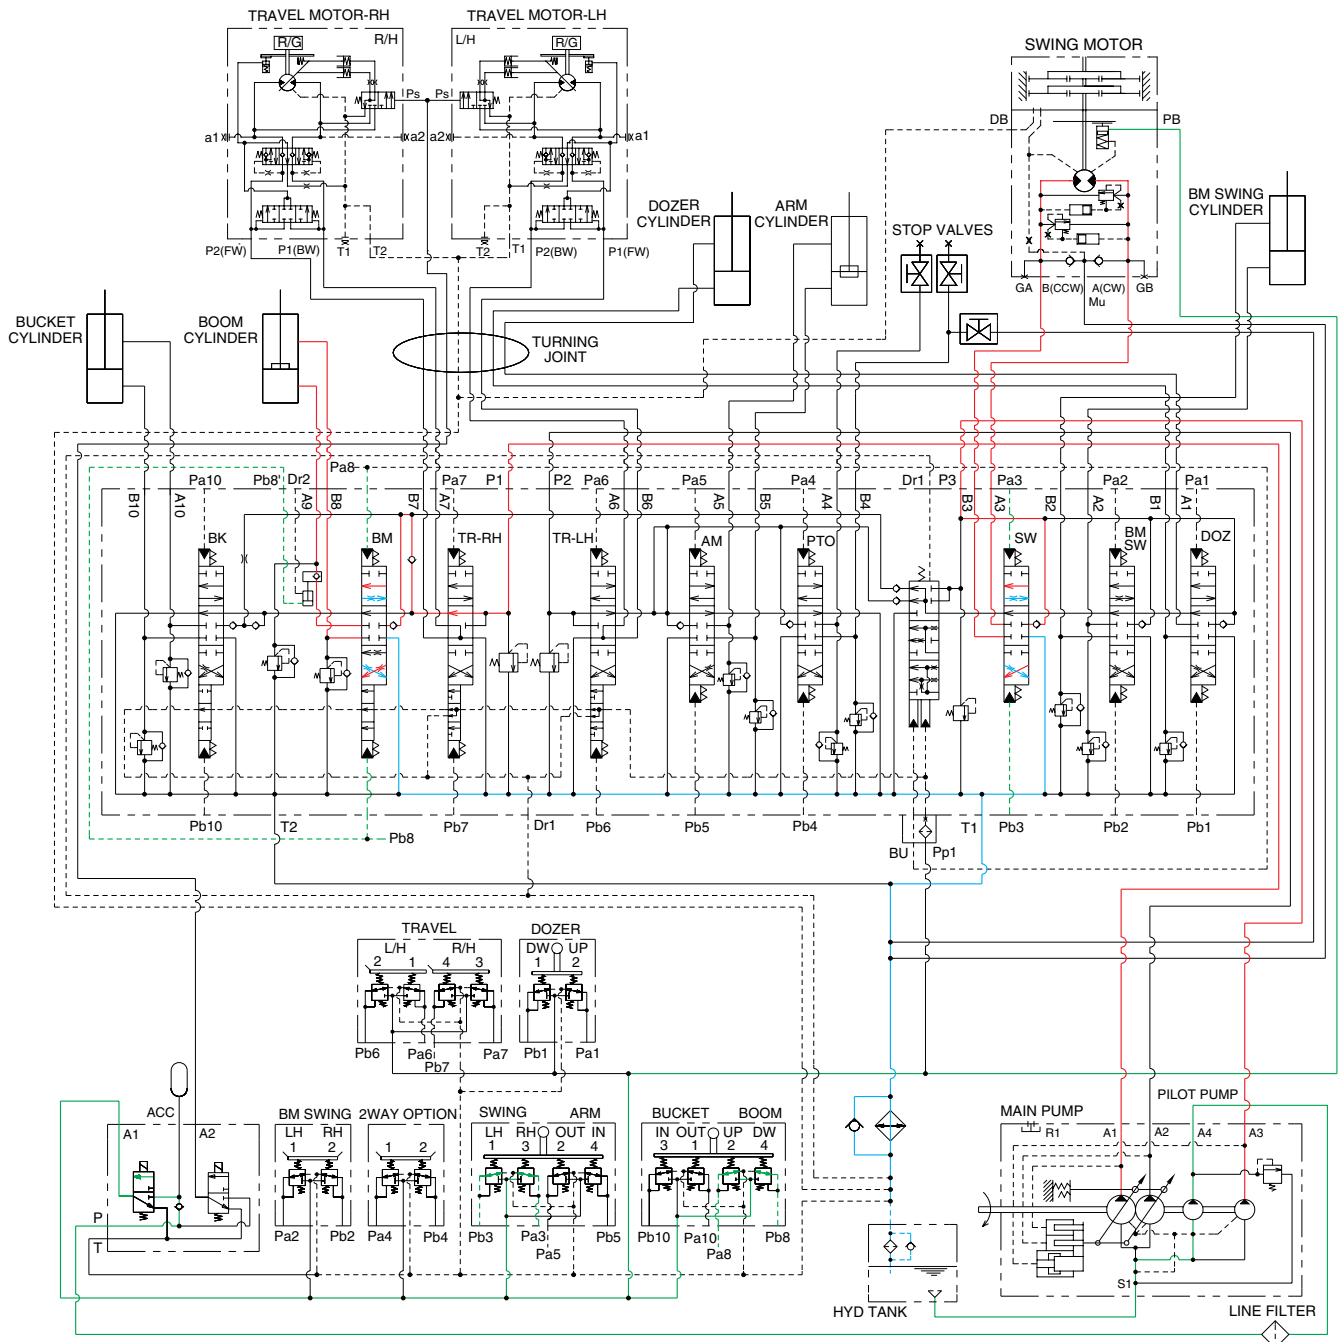 TRAVEL MOTOR-RH
TRAVEL MOTOR-LH
R/G
R/H
L/H
R/G
SWING MOTOR
Ps
Ps
DB
PB
a1
a2
a2
a1
DOZER
CYLINDER
ARM
CYLINDER
BM SWING
CYLINDER
STOP VALVES
P2(FW)
P1(BW)
T1
T2
T2
T1
P2(BW)
P1(FW)
GA
B(CCW)
A(CW)
GB
Mu
BUCKET
CYLINDER
BOOM
CYLINDER
TURNING
JOINT
Pa10
Pb8'
Dr2
Pa8
Pa7
P1
P2
Pa6
Pa5
Pa4
Dr1
P3
Pa3
Pa2
Pa1
B10
A10
A9
B8
B7
A7
A6
B6
A5
B5
A4
B4
B3
A3
B2
A2
B1
A1
BK
BM
TR-RH
TR-LH
AM
PTO
SW
BM
SW
DOZ
Pb10
T2
Pb8
Pb7
Dr1
Pb6
Pb5
Pb4
BU
Pp1
T1
Pb3
Pb2
Pb1
TRAVEL
L/H
R/H
2
1
4
3
DOZER
DW
UP
1
2
Pb6
Pa6
Pb7
Pa7
Pb1
Pa1
ACC
A1
A2
P
T
BM SWING
LH
RH
1
2
Pa2
Pb2
2WAY OPTION
1
2
Pa4
Pb4
SWING
ARM
LH
RH
OUT
IN
1
3
2
4
Pb3
Pa3
Pa5
Pb5
BUCKET
BOOM
IN
OUT
UP
DW
3
1
2
4
Pb10
Pa10
Pa8
Pb8
PILOT PUMP
MAIN PUMP
R1
A1
A2
A4
A3
S1
HYD TANK
LINE FILTER